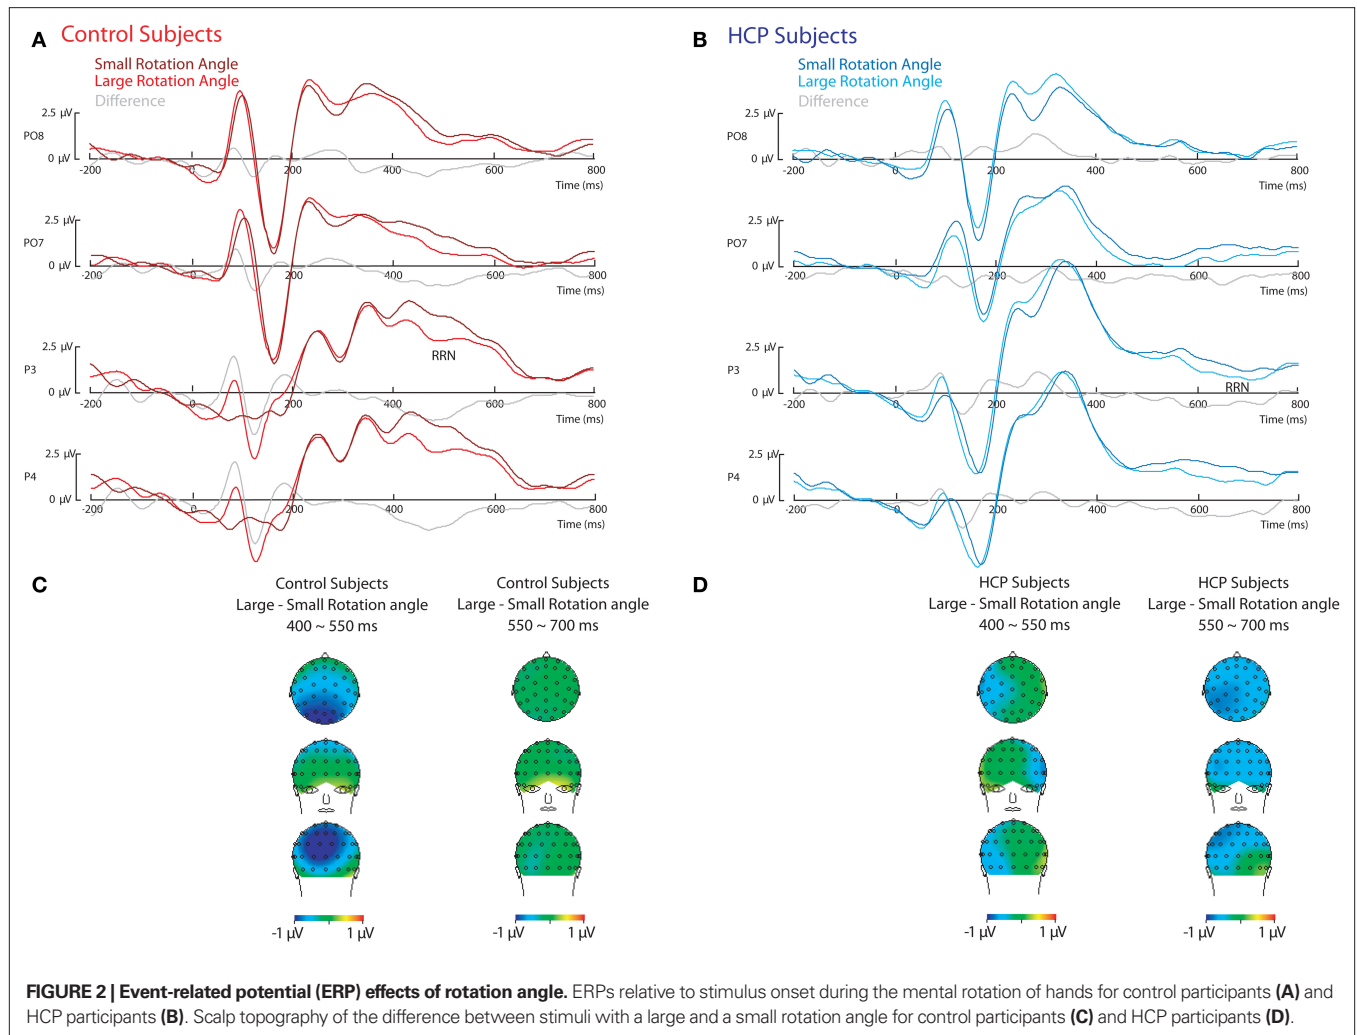 A Control Subjects
Small Rotation Angle
Large Rotation Angle
Difference
2.5 µV
PO8
0 µV
-200 0 200 400 600 800
Time (ms)
2.5 µV
PO7
0 µV
-200 0 200 400 600 800
Time (ms)
2.5 µV
RRN
P3
0 µV
-200 0 200 400 600 800
Time (ms)
2.5 µV
P4
0 µV
-200 0 200 400 600 800
Time (ms)
B HCP Subjects
Small Rotation Angle
Large Rotation Angle
Difference
2.5 µV
PO8
0 µV
-200 0 200 400 600 800
Time (ms)
2.5 µV
PO7
0 µV
-200 0 200 400 600 800
Time (ms)
2.5 µV
P3
RRN
0 µV
-200 0 200 400 600 800
Time (ms)
2.5 µV
P4
0 µV
-200 0 200 400 600 800
Time (ms)
C
Control Subjects
Large - Small Rotation angle
400 ~ 550 ms
-1 µV 1 µV
Control Subjects
Large - Small Rotation angle
550 ~ 700 ms
-1 µV 1 µV
D
HCP Subjects
Large - Small Rotation angle
400 ~ 550 ms
-1 µV 1 µV
HCP Subjects
Large - Small Rotation angle
550 ~ 700 ms
-1 µV 1 µV
FIGURE 2 | Event-related potential (ERP) effects of rotation angle. ERPs relative to stimulus onset during the mental rotation of hands for control participants (A) and
HCP participants (B). Scalp topography of the difference between stimuli with a large and a small rotation angle for control participants (C) and HCP participants (D).